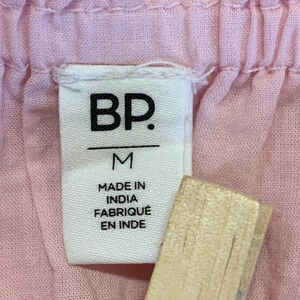 BP.
M
MADE IN
INDIA
FABRIQUÉ
EN INDE